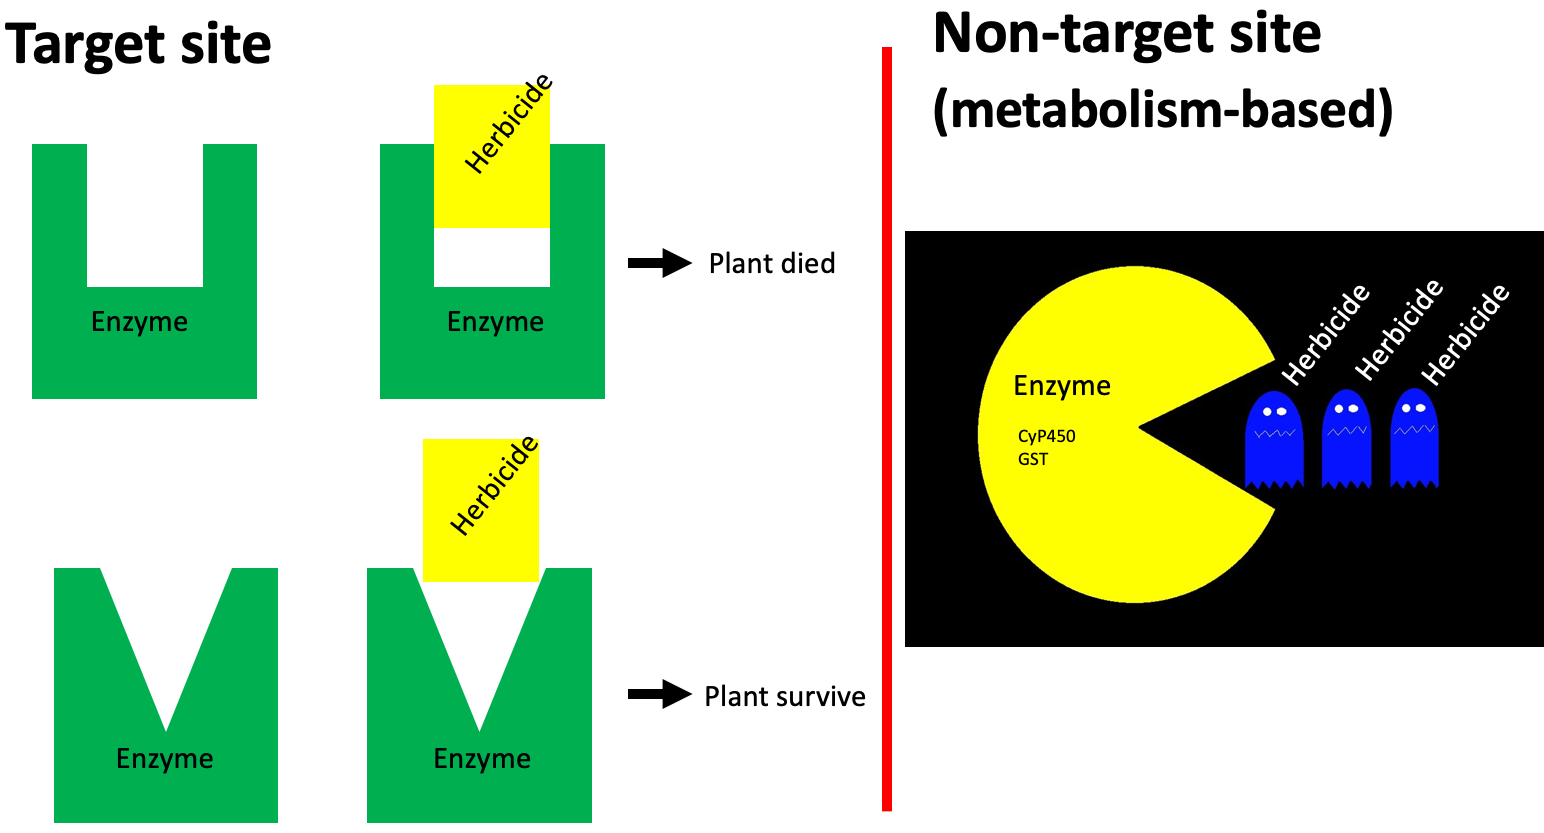 Target site
Herbicide
Enzyme
Enzyme
Plant died
Herbicide
Enzyme
Enzyme
Plant survive
Non-target site
(metabolism-based)
Herbicide
Herbicide
Herbicide
Enzyme
CyP450
GST